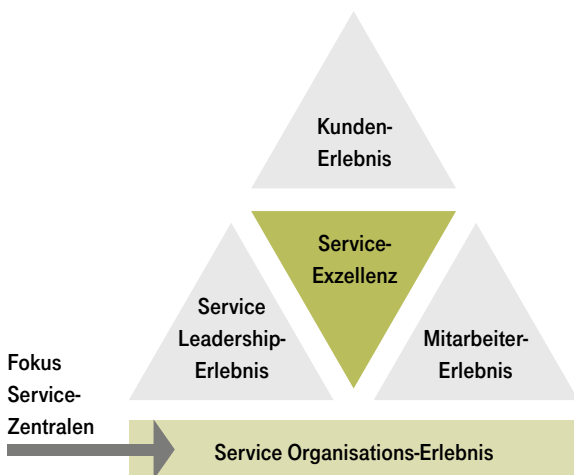 Kunden-
Erlebnis
Service-
Exzellenz
Service
Leadership-
Erlebnis
Mitarbeiter-
Erlebnis
Fokus
Service-
Zentralen
Service Organisations-Erlebnis